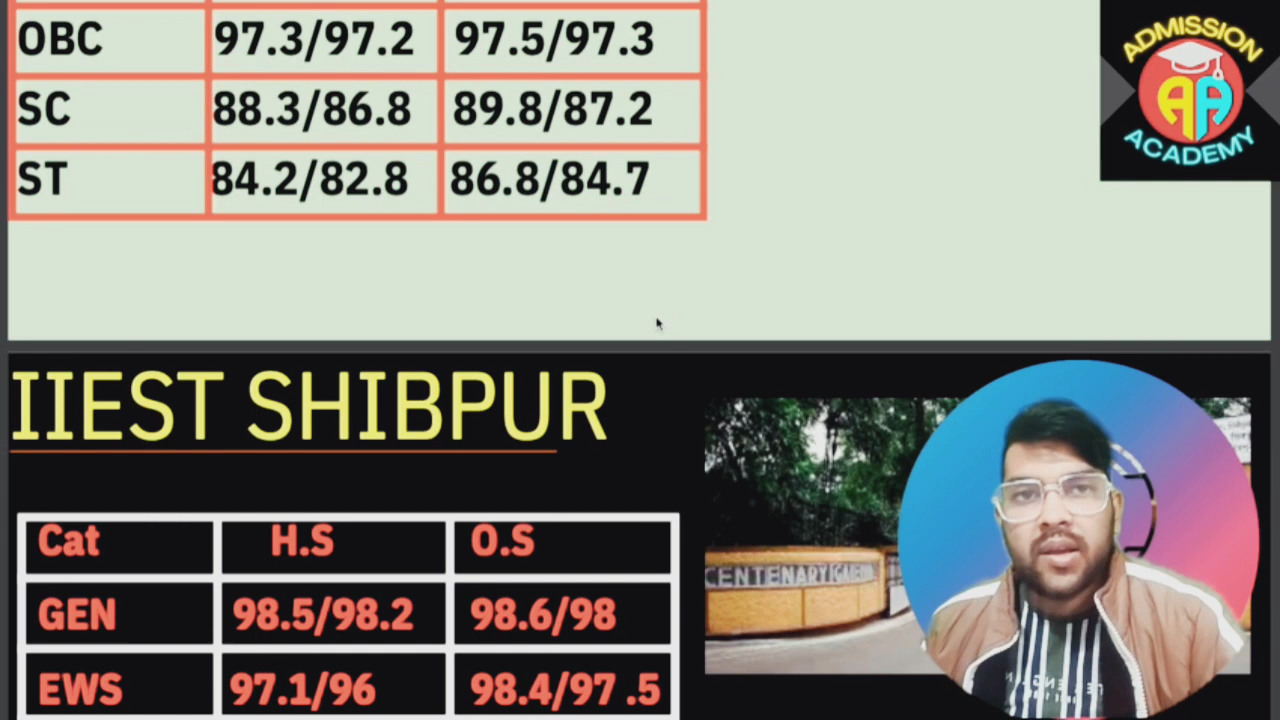 OBC 97.3/97.2 97.5/97.3
SC 88.3/86.8 89.8/87.2
ST 84.2/82.8 86.8/84.7
ADMISSION
AA
ACADEMY
IIEST SHIBPUR
Cat H.S O.S
GEN 98.5/98.2 98.6/98
EWS 97.1/96 98.4/97 .5
CENTENARY